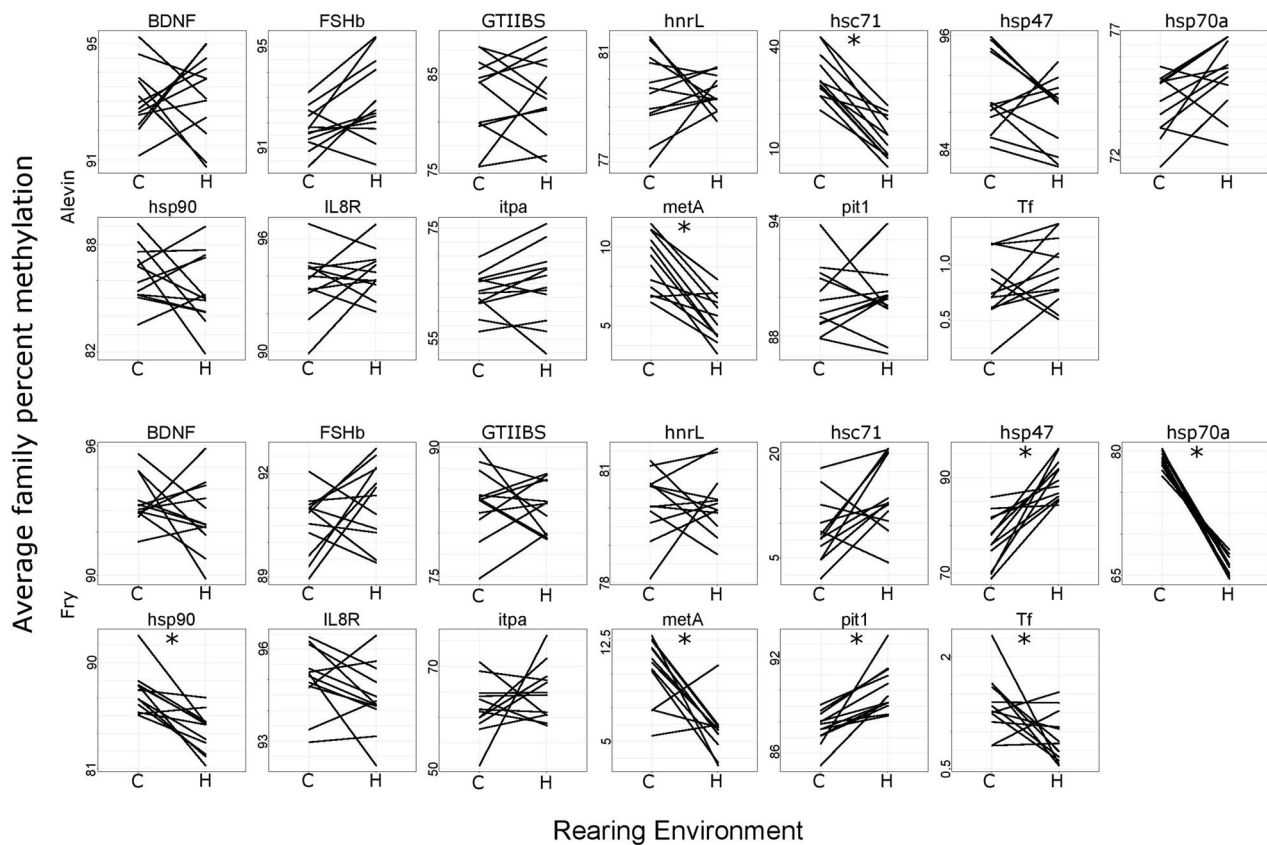 Average family percent methylation
Alevin
BDNF FSHb GTIIBS hnrL hsc71 hsp47 hsp70a
95 91
95 91
85 75
81 77
40 10 *
96 84
77 72
C H C H C H C H C H C H C H
hsp90 IL8R itpa metA pit1 Tf
88 82
96 90
75 55
10 5 *
94 88
1.0 0.5
C H C H C H C H C H C H
Fry
BDNF FSHb GTIIBS hnrL hsc71 hsp47 hsp70a
96 90
92 89
90 75
81 78
20 5
90 70 *
80 65 *
C H C H C H C H C H C H C H
hsp90 IL8R itpa metA pit1 Tf
90 81 *
96 93
70 50
12.5 5 *
92 86 *
2 0.5 *
C H C H C H C H C H C H
Rearing Environment